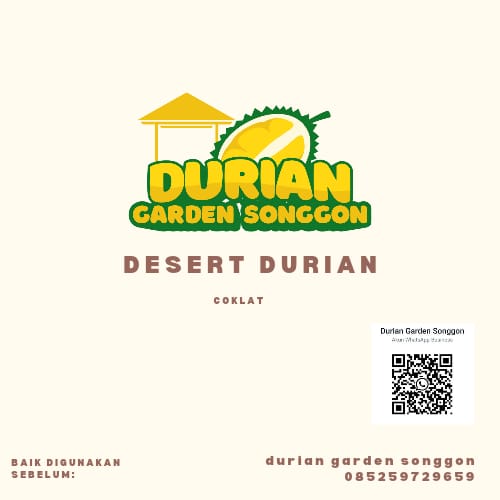 DURIAN
GARDEN SONGGON
DESERT DURIAN
COKLAT
Durian Garden Songgon
Akun WhatsApp Business
BAIK DIGUNAKAN
SEBELUM:
durian garden songgon
085259729659